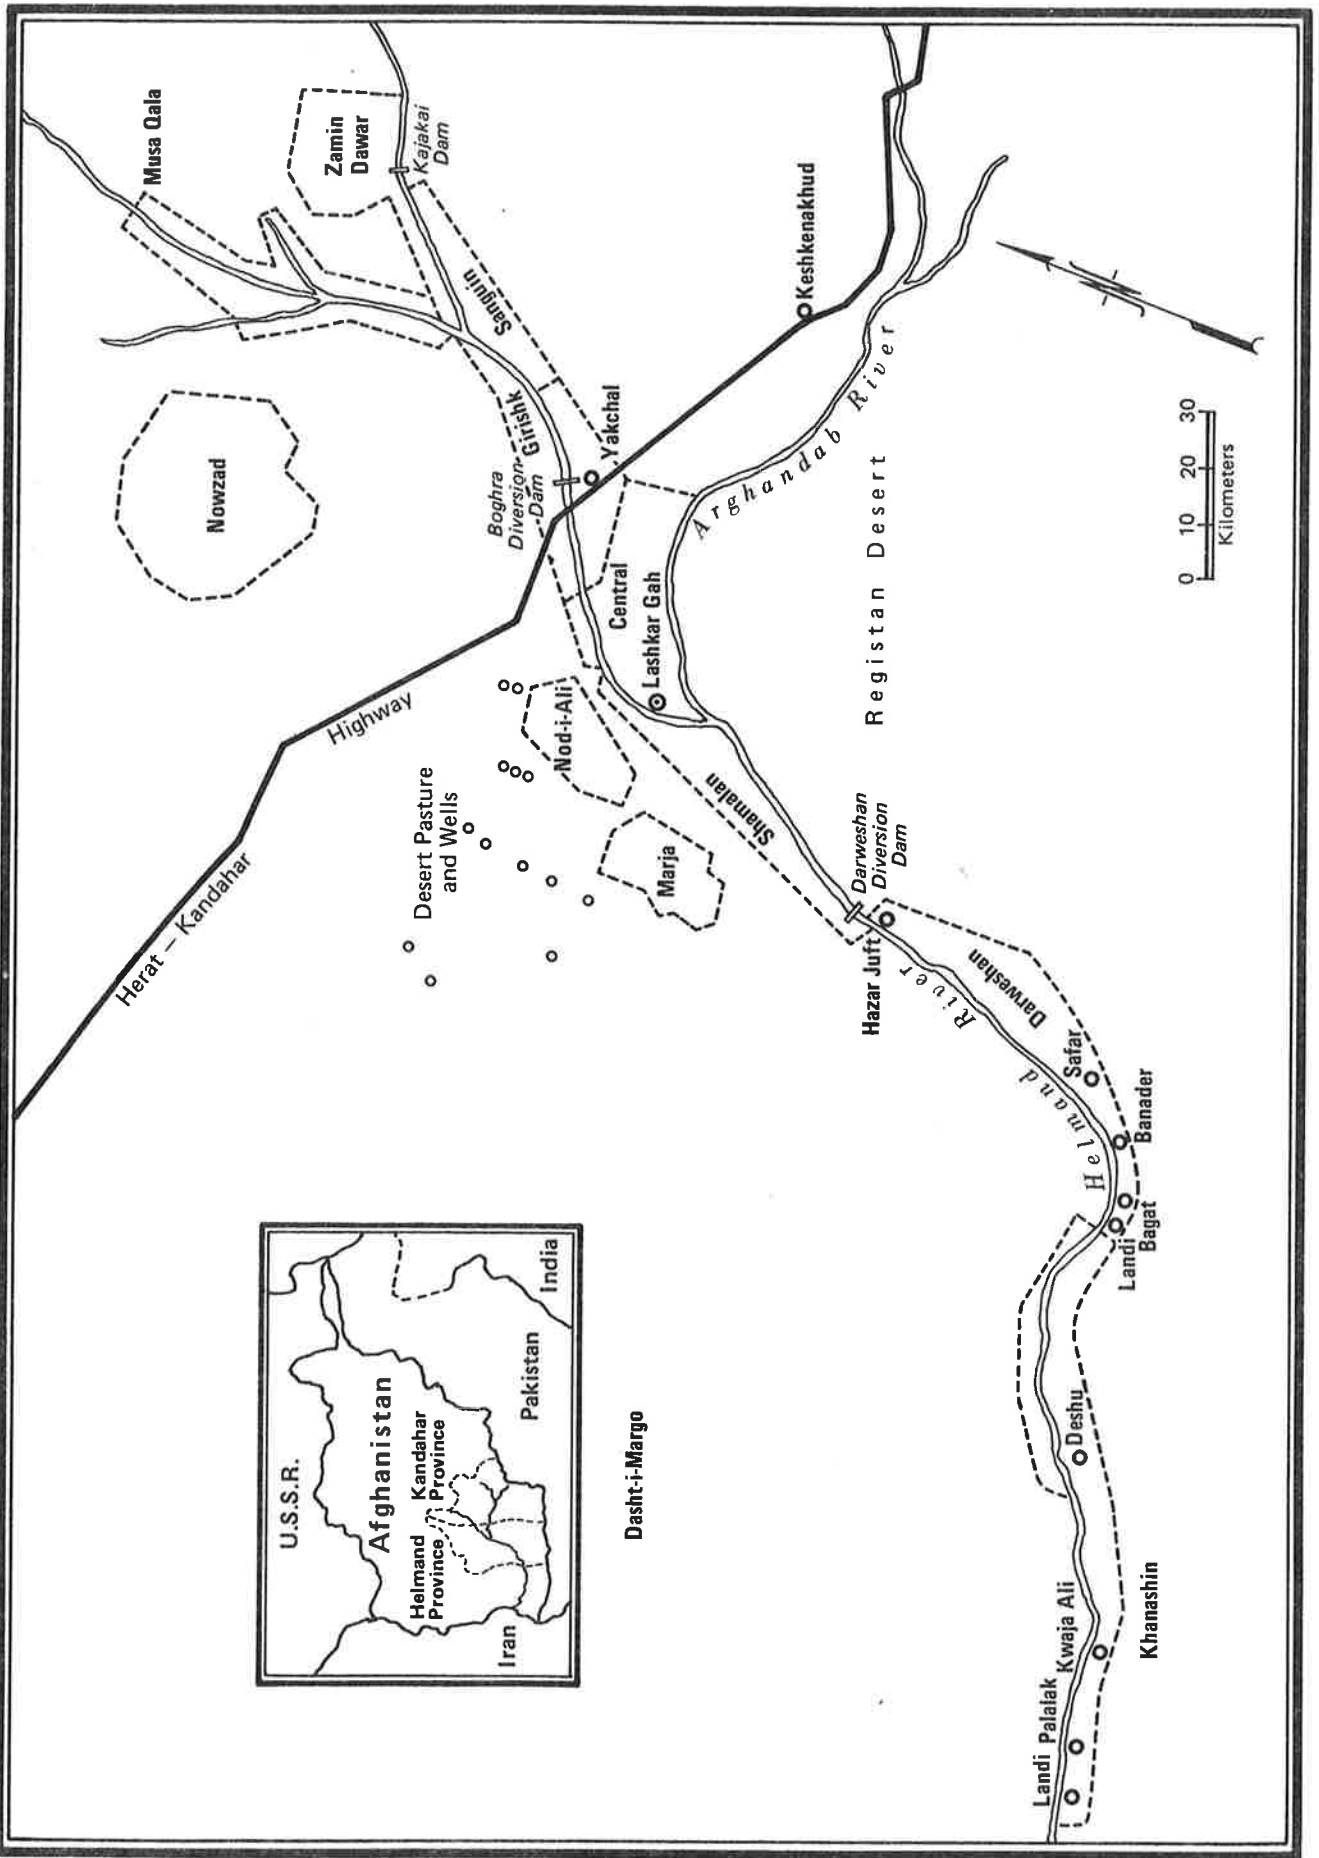 Musa Qala
Zamin
Dawar
Kajakai
Dam
Sanguin
Nowzad
Girishk
Boghra
Diversion
Dam
Yakchal
Keshkenakhud
Arghandab River
Registan Desert
0 10 20 30
Kilometers
Central
Lashkar Gah
Highway
Herat – Kandahar
Nod-i-Ali
Desert Pasture
and Wells
Marja
Shamalan
Darweshan
Diversion
Dam
Hazar Juft
Darweshan
Helmand River
Safar
Banader
Bagat
Landi
Deshu
Khanashin
Kwaja Ali
Palalak
Landi
Dasht-i-Margo
U.S.S.R.
Afghanistan
Helmand
Province
Kandahar
Province
Iran
Pakistan
India